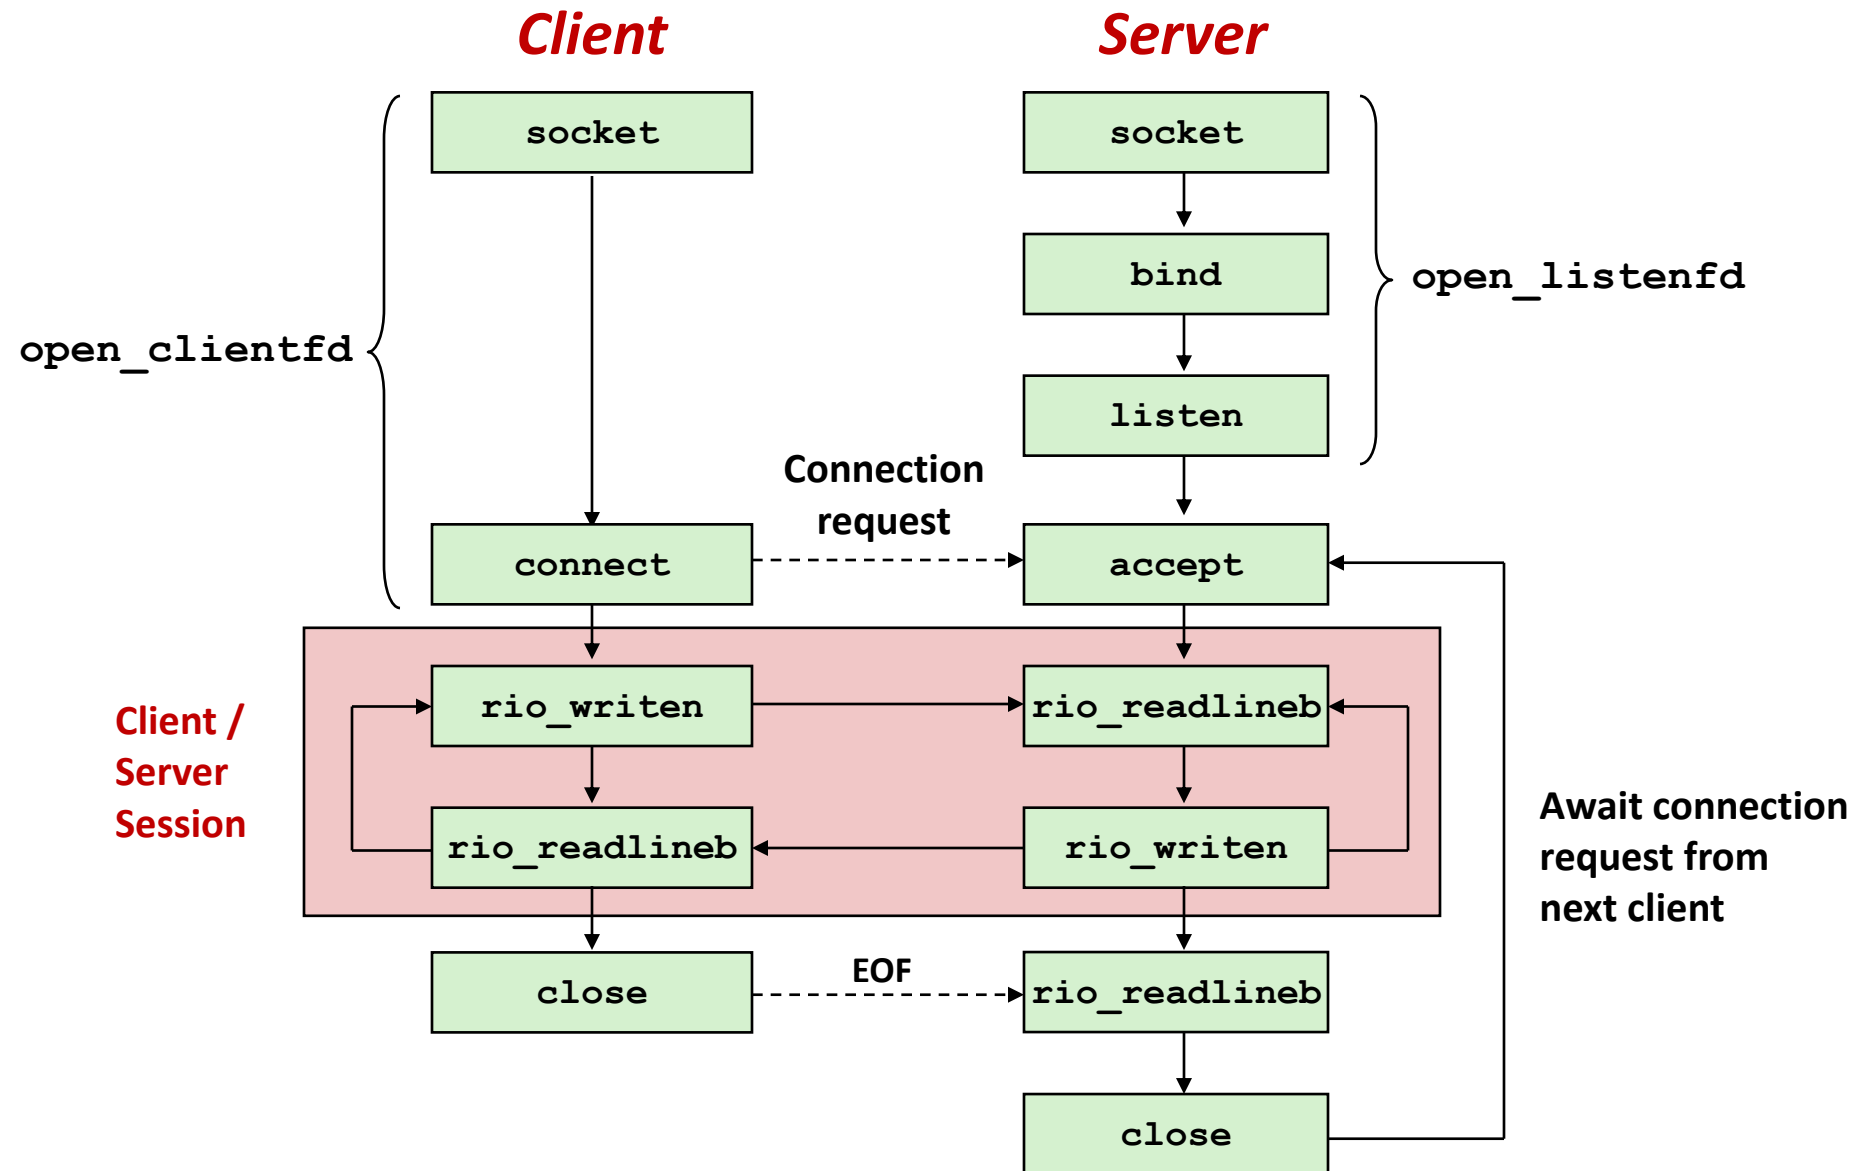 Client
Server
socket
socket
bind
open_listenfd
open_clientfd
listen
Connection
request
connect
accept
Client /
Server
Session
rio_writen
rio_readlineb
rio_readlineb
rio_writen
Await connection
request from
next client
close
EOF
rio_readlineb
close